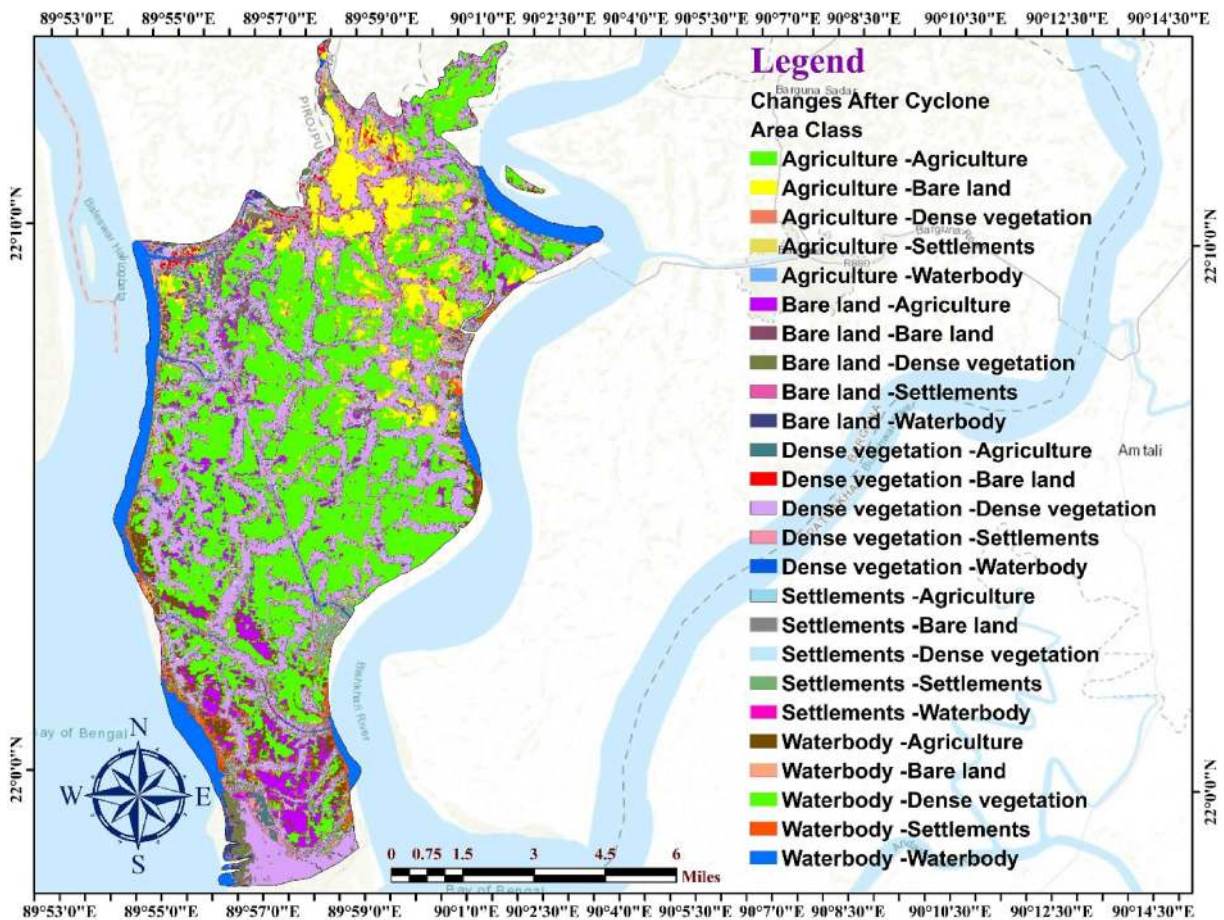 89°53'0"E 89°55'0"E 89°57'0"E 89°59'0"E 90°1'0"E 90°2'30"E 90°4'0"E 90°5'30"E 90°7'0"E 90°8'30"E 90°10'30"E 90°12'30"E 90°14'30"E
Legend
Changes After Cyclone
Area Class
Agriculture -Agriculture
Agriculture -Bare land
Agriculture -Dense vegetation
Agriculture -Settlements
Agriculture -Waterbody
Bare land -Agriculture
Bare land -Bare land
Bare land -Dense vegetation
Bare land -Settlements
Bare land -Waterbody
Dense vegetation -Agriculture
Dense vegetation -Bare land
Dense vegetation -Dense vegetation
Dense vegetation -Settlements
Dense vegetation -Waterbody
Settlements -Agriculture
Settlements -Bare land
Settlements -Dense vegetation
Settlements -Settlements
Settlements -Waterbody
Waterbody -Agriculture
Waterbody -Bare land
Waterbody -Dense vegetation
Waterbody -Settlements
Waterbody -Waterbody
Barguna Sadar
PIROJPU
22°10'0"N
22°10'0"N
Baleswar
Barguna
R880
BARGUNA
Amtali
Bishkhali River
ay of Bengal
N
W E
S
22°0'0"N
22°0'0"N
0 0.75 1.5 3 4.5 6
Miles
Bay of Bengal
89°53'0"E 89°55'0"E 89°57'0"E 89°59'0"E 90°1'0"E 90°2'30"E 90°4'0"E 90°5'30"E 90°7'0"E 90°8'30"E 90°10'30"E 90°12'30"E 90°14'30"E